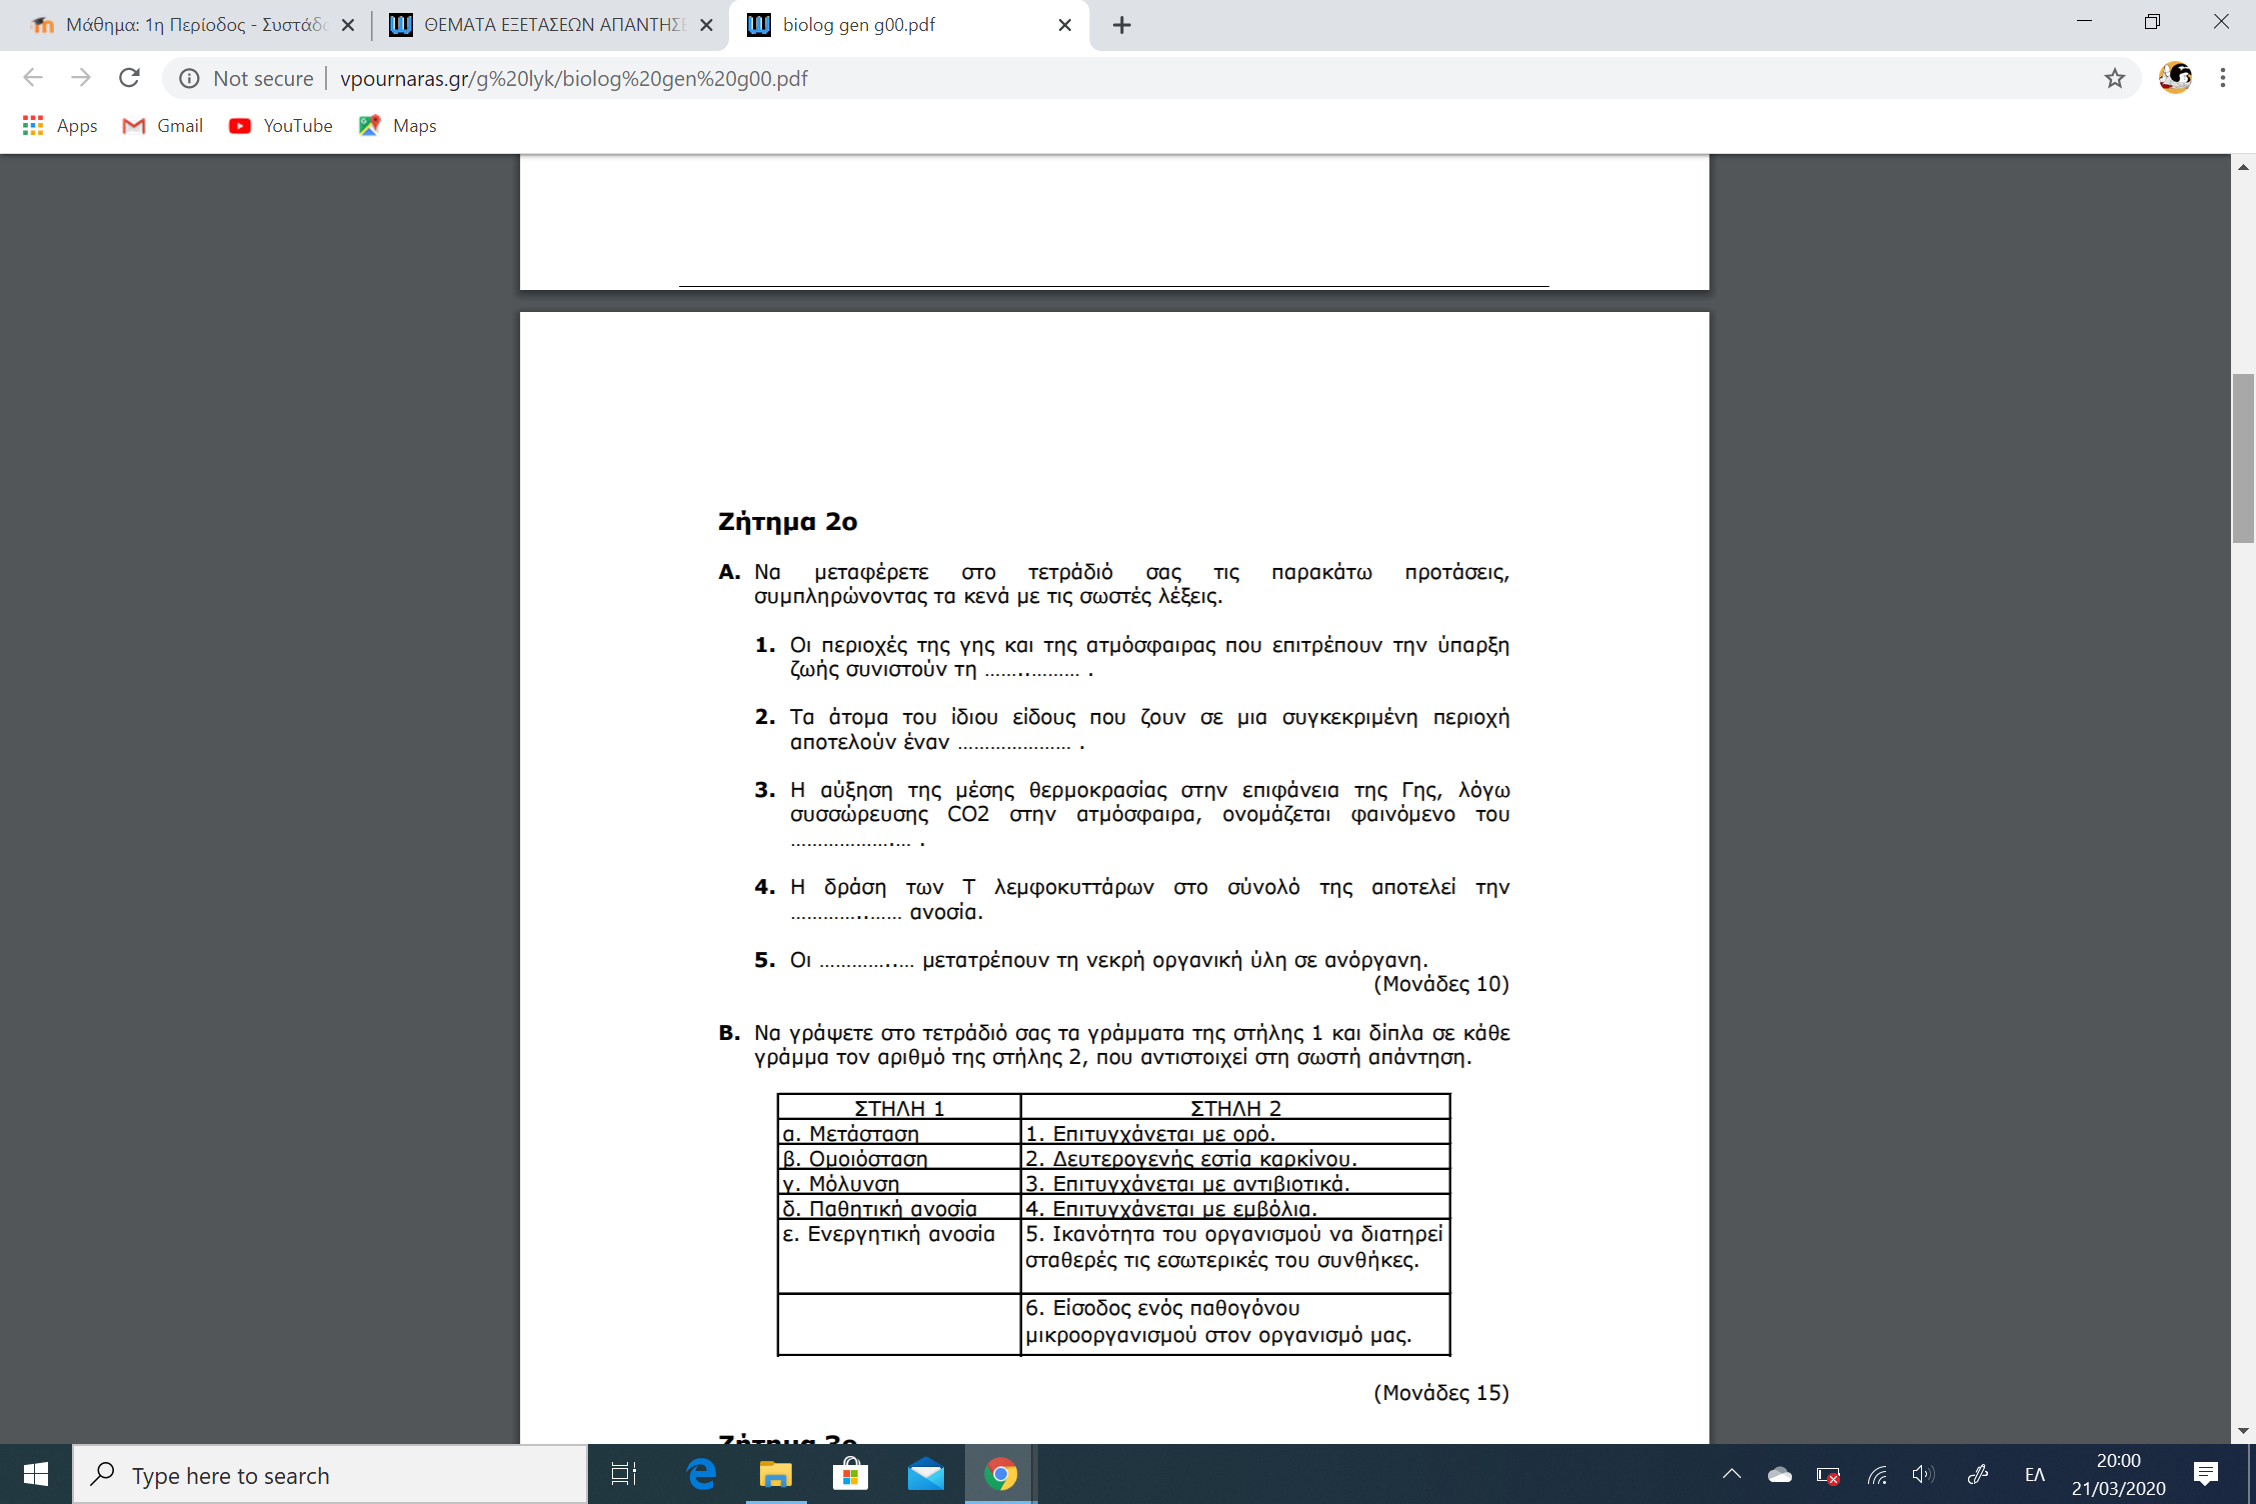 Μάθημα: 1η Περίοδος - Συστάδ
ΘΕΜΑΤΑ ΕΞΕΤΑΣΕΩΝ ΑΠΑΝΤΗΣΕ
biolog gen g00.pdf
Not secure
vpournaras.gr/g%20lyk/biolog%20gen%20g00.pdf
Apps
Gmail
YouTube
Maps
Ζήτημα 2ο
Α. Να μεταφέρετε στο τετράδιό σας τις παρακάτω προτάσεις,
συμπληρώνοντας τα κενά με τις σωστές λέξεις.
1. Οι περιοχές της γης και της ατμόσφαιρας που επιτρέπουν την ύπαρξη
ζωής συνιστούν τη ……..……… .
2. Τα άτομα του ίδιου είδους που ζουν σε μια συγκεκριμένη περιοχή
αποτελούν έναν ………………… .
3. Η αύξηση της μέσης θερμοκρασίας στην επιφάνεια της Γης, λόγω
συσσώρευσης CO2 στην ατμόσφαιρα, ονομάζεται φαινόμενο του
……………….… .
4. Η δράση των Τ λεμφοκυττάρων στο σύνολό της αποτελεί την
…………..…… ανοσία.
5. Οι …………..… μετατρέπουν τη νεκρή οργανική ύλη σε ανόργανη.
(Μονάδες 10)
Β. Να γράψετε στο τετράδιό σας τα γράμματα της στήλης 1 και δίπλα σε κάθε
γράμμα τον αριθμό της στήλης 2, που αντιστοιχεί στη σωστή απάντηση.
ΣΤΗΛΗ 1 ΣΤΗΛΗ 2
α. Μετάσταση 1. Επιτυγχάνεται με ορό.
β. Ομοιόσταση 2. Δευτερογενής εστία καρκίνου.
γ. Μόλυνση 3. Επιτυγχάνεται με αντιβιοτικά.
δ. Παθητική ανοσία 4. Επιτυγχάνεται με εμβόλια.
ε. Ενεργητική ανοσία 5. Ικανότητα του οργανισμού να διατηρεί
σταθερές τις εσωτερικές του συνθήκες.
6. Είσοδος ενός παθογόνου
μικροοργανισμού στον οργανισμό μας.
(Μονάδες 15)
Ζήτημα 3ο
Type here to search
ΕΛ
20:00
21/03/2020